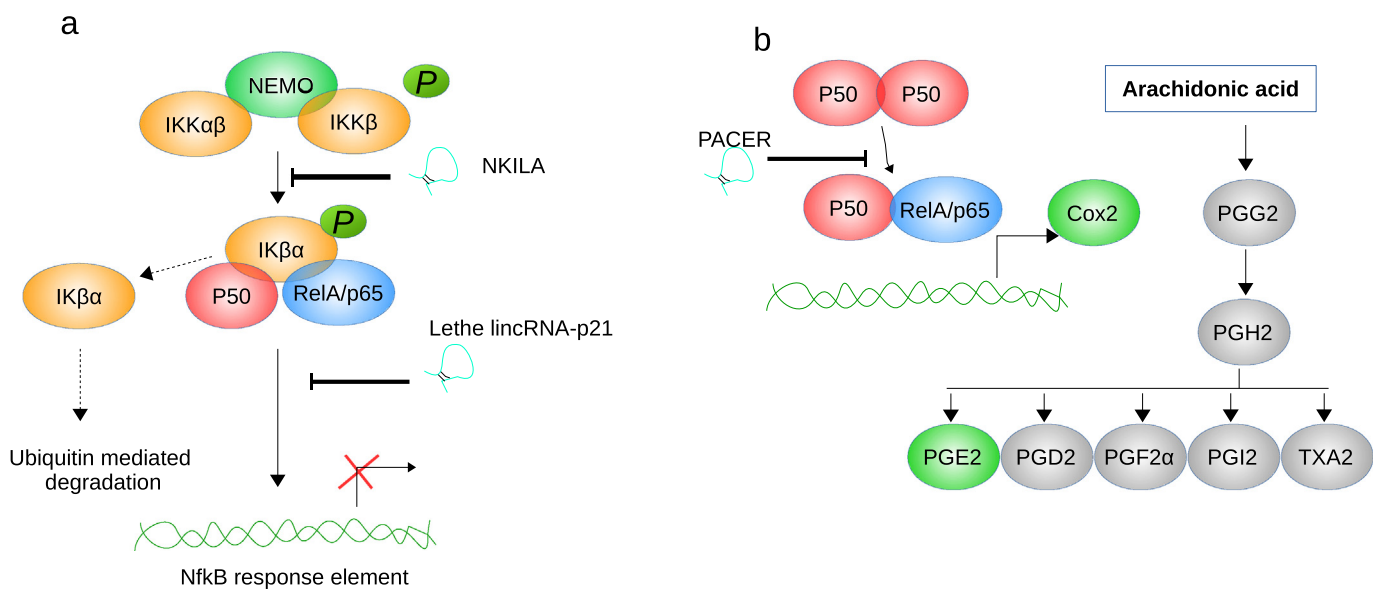 a
NEMO
P
IKKαβ
IKKβ
NKILA
P
IKβα
IKβα
P50
RelA/p65
Lethe lincRNA-p21
Ubiquitin mediated
degradation
NfkB response element
b
P50
P50
PACER
P50
RelA/p65
Cox2
Arachidonic acid
PGG2
PGH2
PGE2
PGD2
PGF2α
PGI2
TXA2